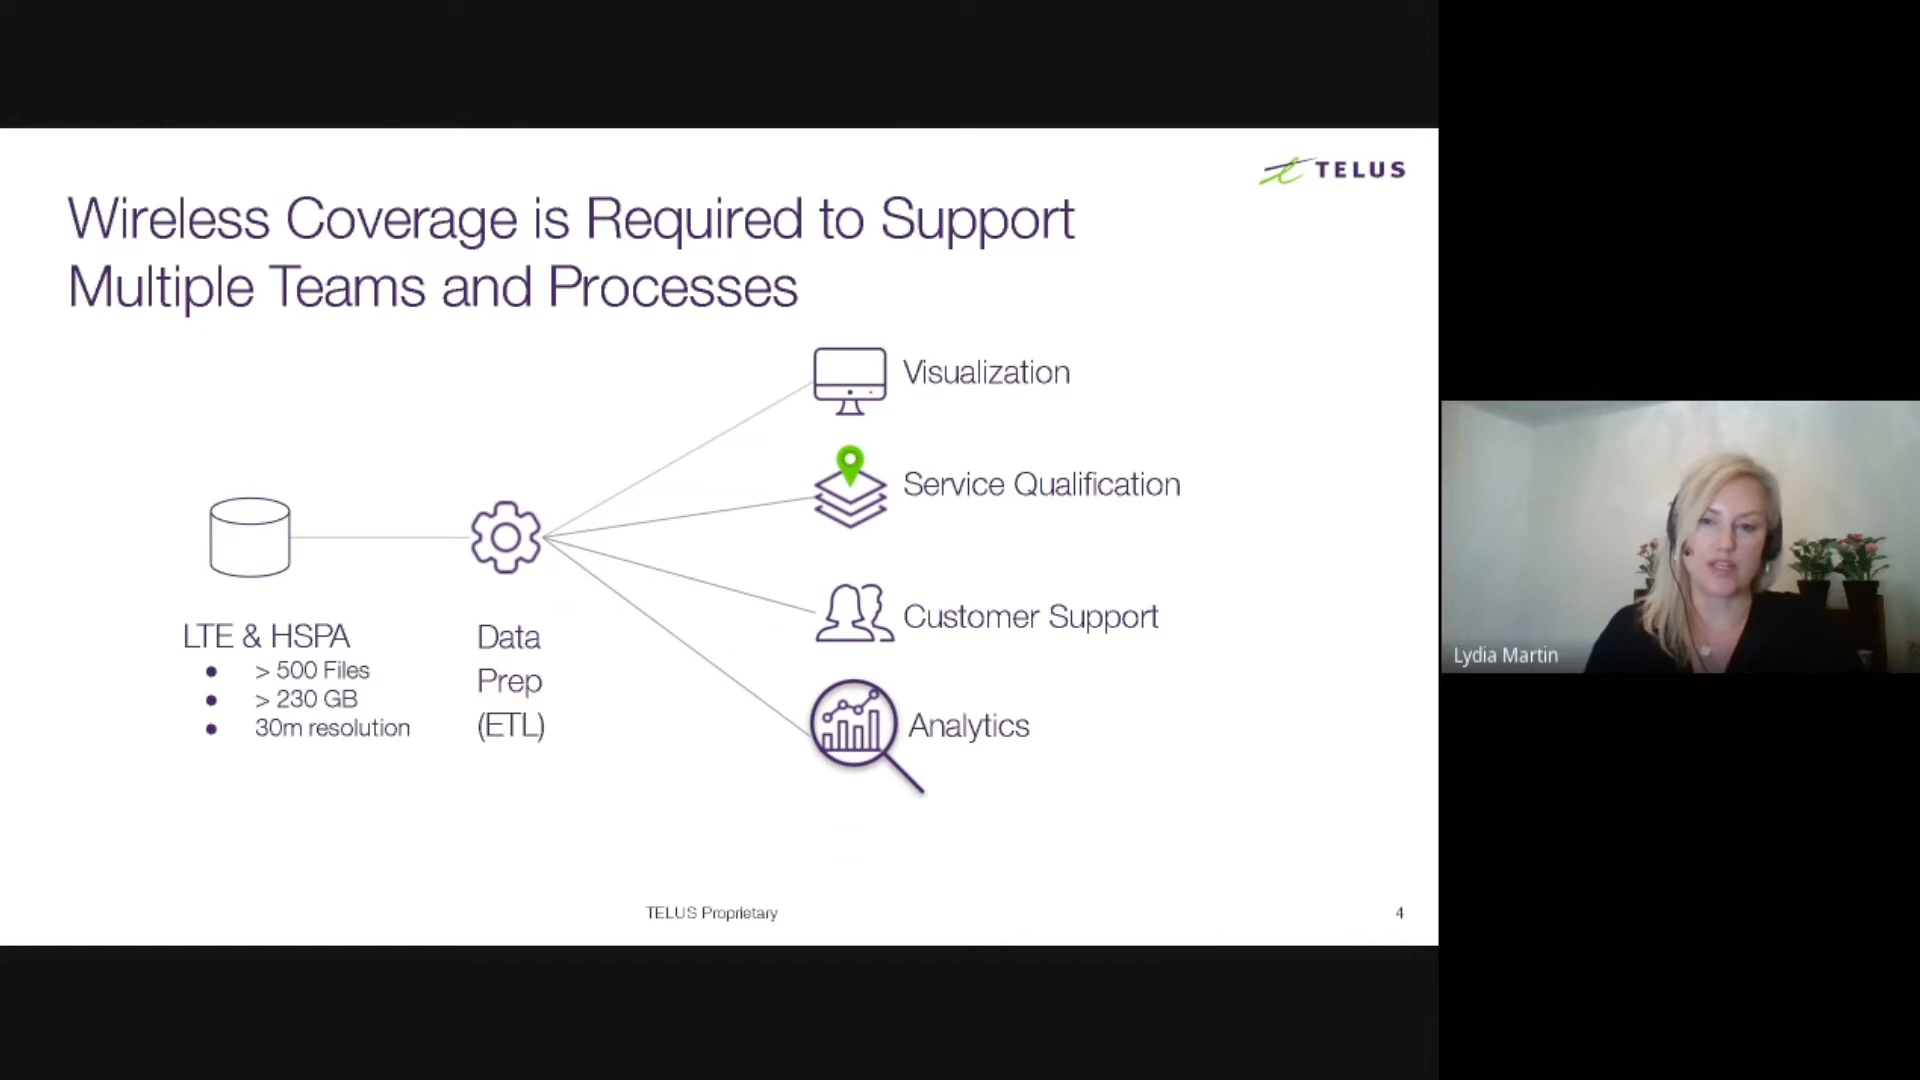 TELUS
Wireless Coverage is Required to Support
Multiple Teams and Processes
Visualization
Service Qualification
Customer Support
Analytics
LTE & HSPA
● > 500 Files
● > 230 GB
● 30m resolution
Data
Prep
(ETL)
TELUS Proprietary
4
Lydia Martin